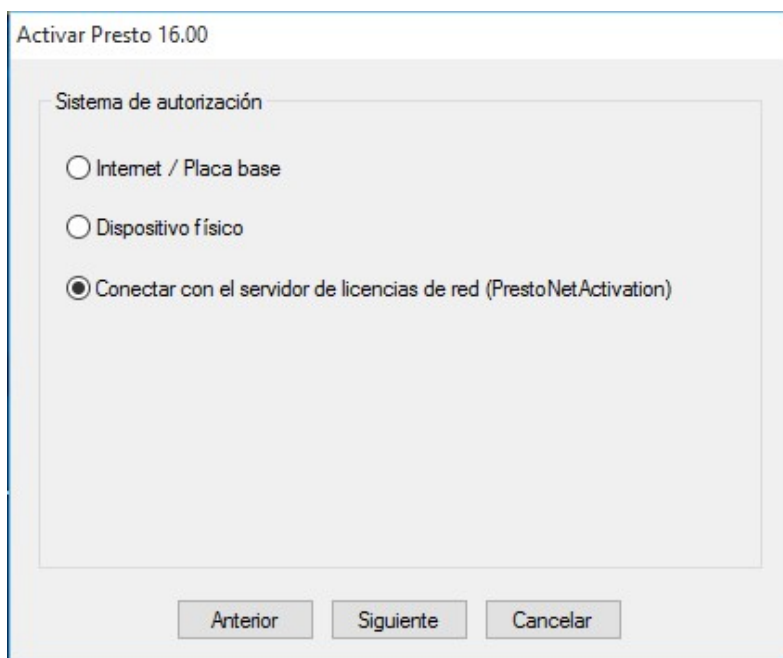 Activar Presto 16.00
Sistema de autorización
Internet / Placa base
Dispositivo físico
Conectar con el servidor de licencias de red (PrestoNetActivation)
Anterior Siguiente Cancelar